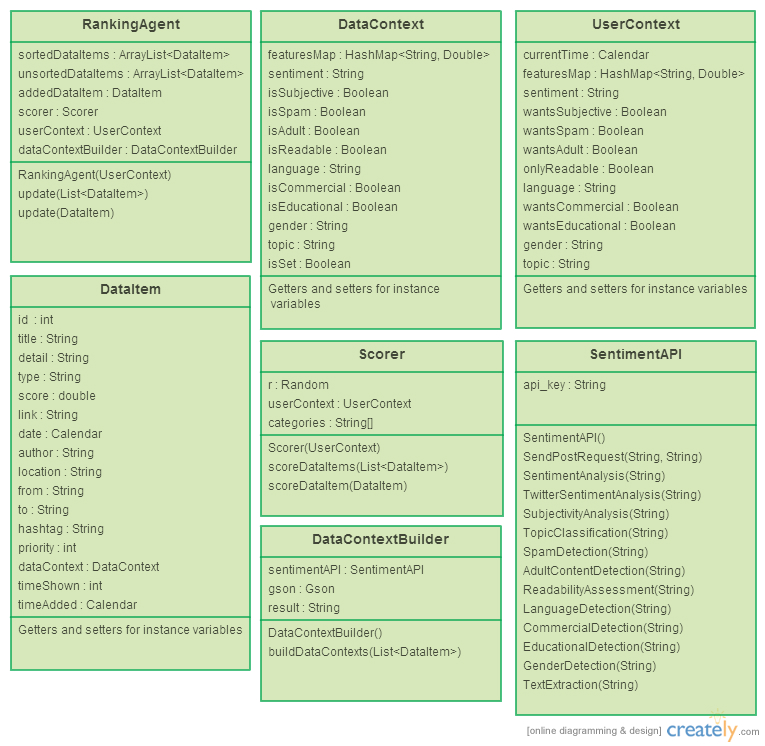 RankingAgent
sortedDataItems : ArrayList<DataItem>
unsortedDataItems : ArrayList<DataItem>
addedDataItem : DataItem
scorer : Scorer
userContext : UserContext
dataContextBuilder : DataContextBuilder
RankingAgent(UserContext)
update(List<DataItem>)
update(DataItem)
DataContext
featuresMap : HashMap<String, Double>
sentiment : String
isSubjective : Boolean
isSpam : Boolean
isAdult : Boolean
isReadable : Boolean
language : String
isCommercial : Boolean
isEducational : Boolean
gender : String
topic : String
isSet : Boolean
Getters and setters for instance
variables
UserContext
currentTime : Calendar
featuresMap : HashMap<String, Double>
sentiment : String
wantsSubjective : Boolean
wantsSpam : Boolean
wantsAdult : Boolean
onlyReadable : Boolean
language : String
wantsCommercial : Boolean
wantsEducational : Boolean
gender : String
topic : String
Getters and setters for instance variables
DataItem
id : int
title : String
detail : String
type : String
score : double
link : String
date : Calendar
author : String
location : String
from : String
to : String
hashtag : String
priority : int
dataContext : DataContext
timeShown : int
timeAdded : Calendar
Getters and setters for instance variables
Scorer
r : Random
userContext : UserContext
categories : String[]
Scorer(UserContext)
scoreDataItems(List<DataItem>)
scoreDataItem(DataItem)
DataContextBuilder
sentimentAPI : SentimentAPI
gson : Gson
result : String
DataContextBuilder()
buildDataContexts(List<DataItem>)
SentimentAPI
api_key : String
SentimentAPI()
SendPostRequest(String, String)
SentimentAnalysis(String)
TwitterSentimentAnalysis(String)
SubjectivityAnalysis(String)
TopicClassification(String)
SpamDetection(String)
AdultContentDetection(String)
ReadabilityAssessment(String)
LanguageDetection(String)
CommercialDetection(String)
EducationalDetection(String)
GenderDetection(String)
TextExtraction(String)
[online diagramming & design] creately.com